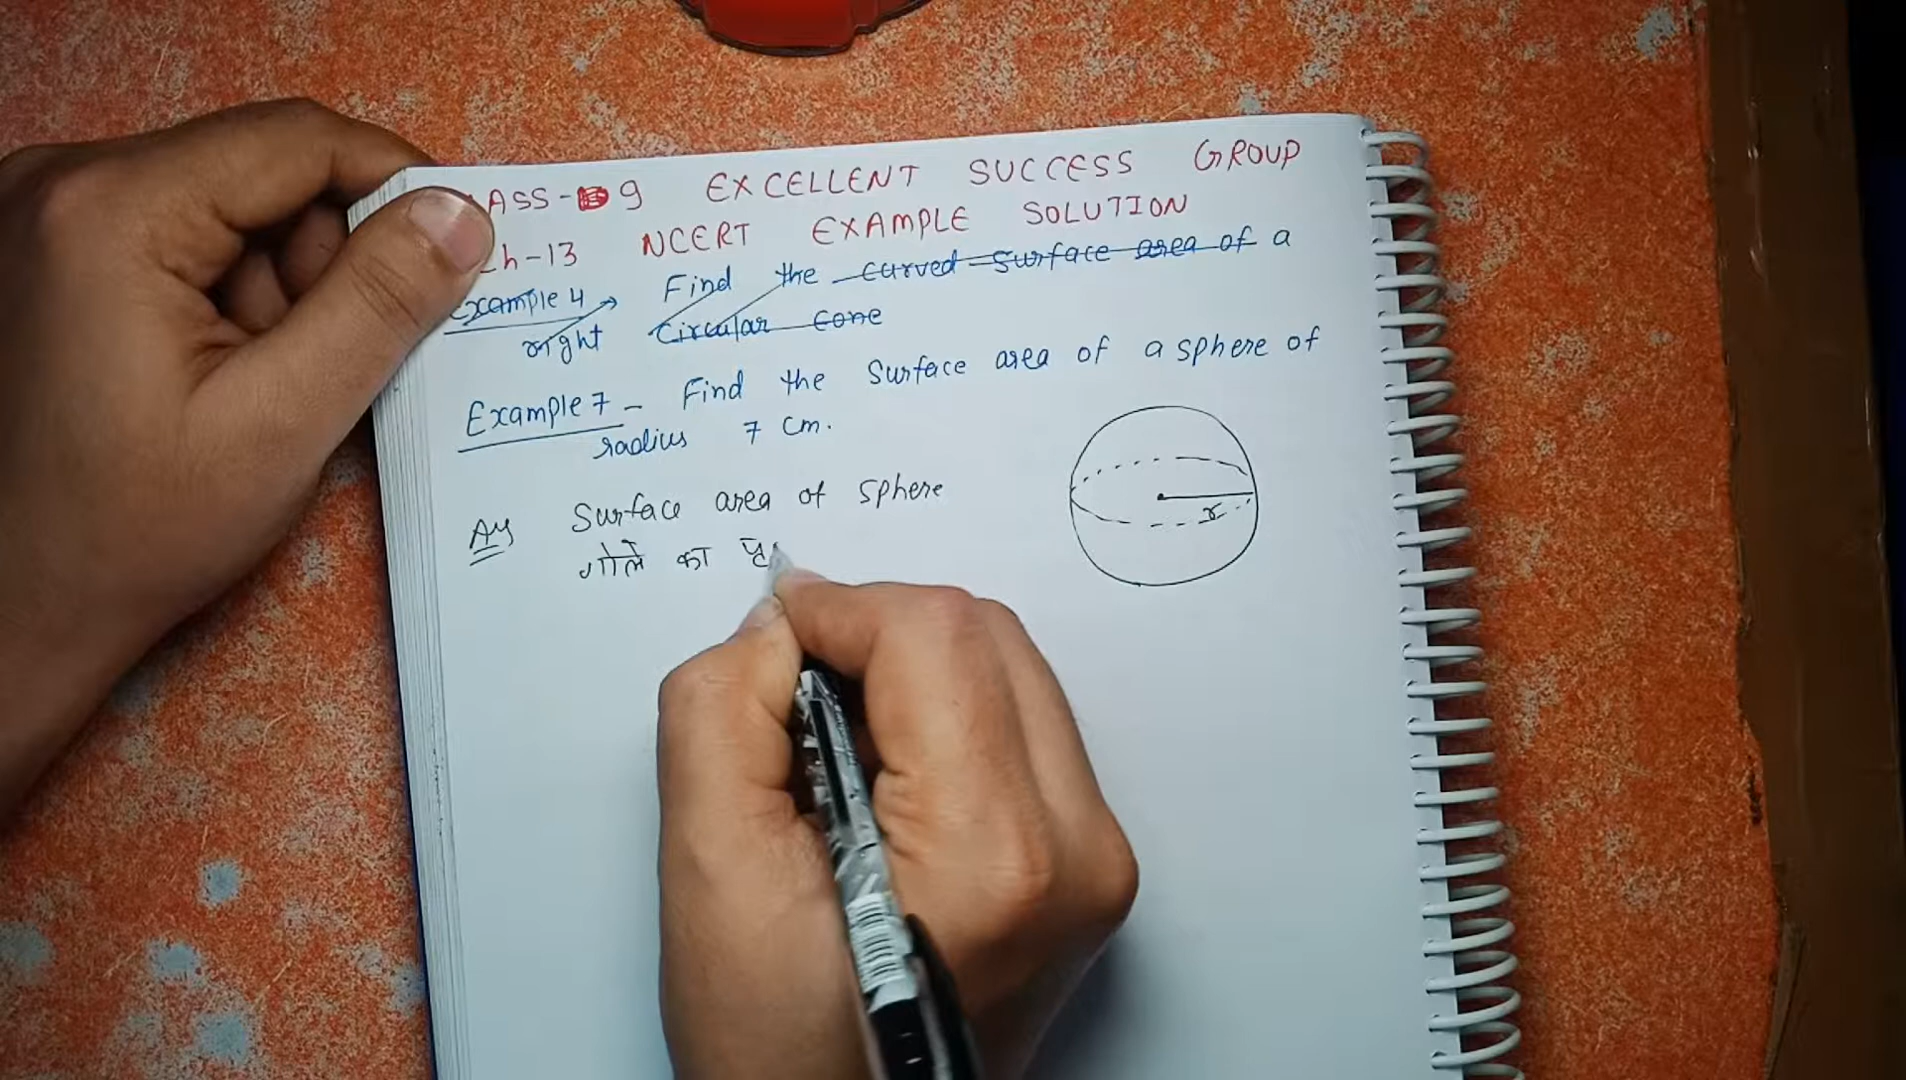 ASS- 9 EXCELLENT SUCCESS GROUP
Ch-13 NCERT EXAMPLE SOLUTION
Example 4 → Find the curved surface area of a
right Circular Cone
Example 7 - Find the Surface area of a sphere of
radius 7 cm.
Ans Surface area of sphere
गोले का पृ
r